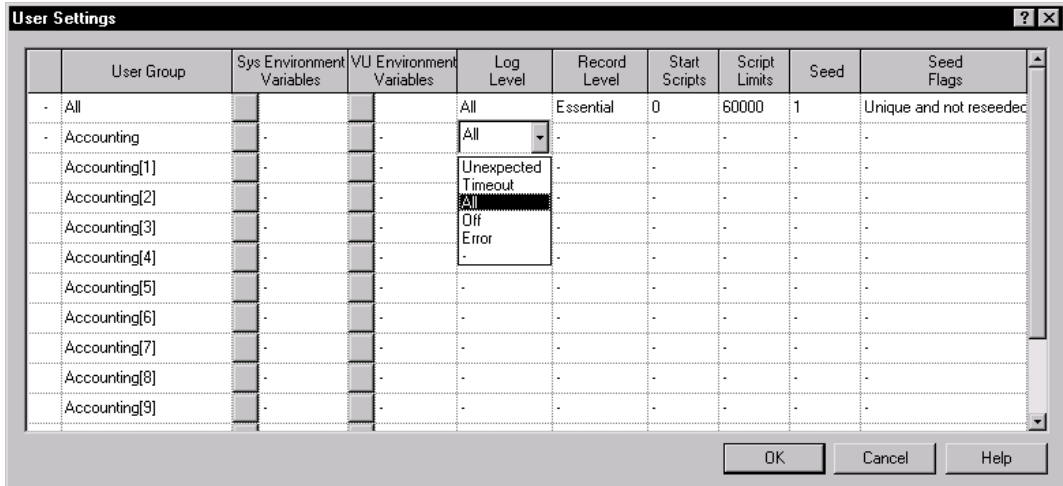 User Settings
User Group Sys Environment Variables VU Environment Variables Log Level Record Level Start Scripts Script Limits Seed Seed Flags
- All All Essential 0 60000 1 Unique and not reseeded
- Accounting - - All - - - - -
Accounting[1] - - Unexpected - - - - -
Timeout
Accounting[2] - - All - - - - -
Accounting[3] - - Off - - - - -
Error
Accounting[4] - - - - - - - -
Accounting[5] - - - - - - - -
Accounting[6] - - - - - - - -
Accounting[7] - - - - - - - -
Accounting[8] - - - - - - - -
Accounting[9] - - - - - - - -
OK Cancel Help